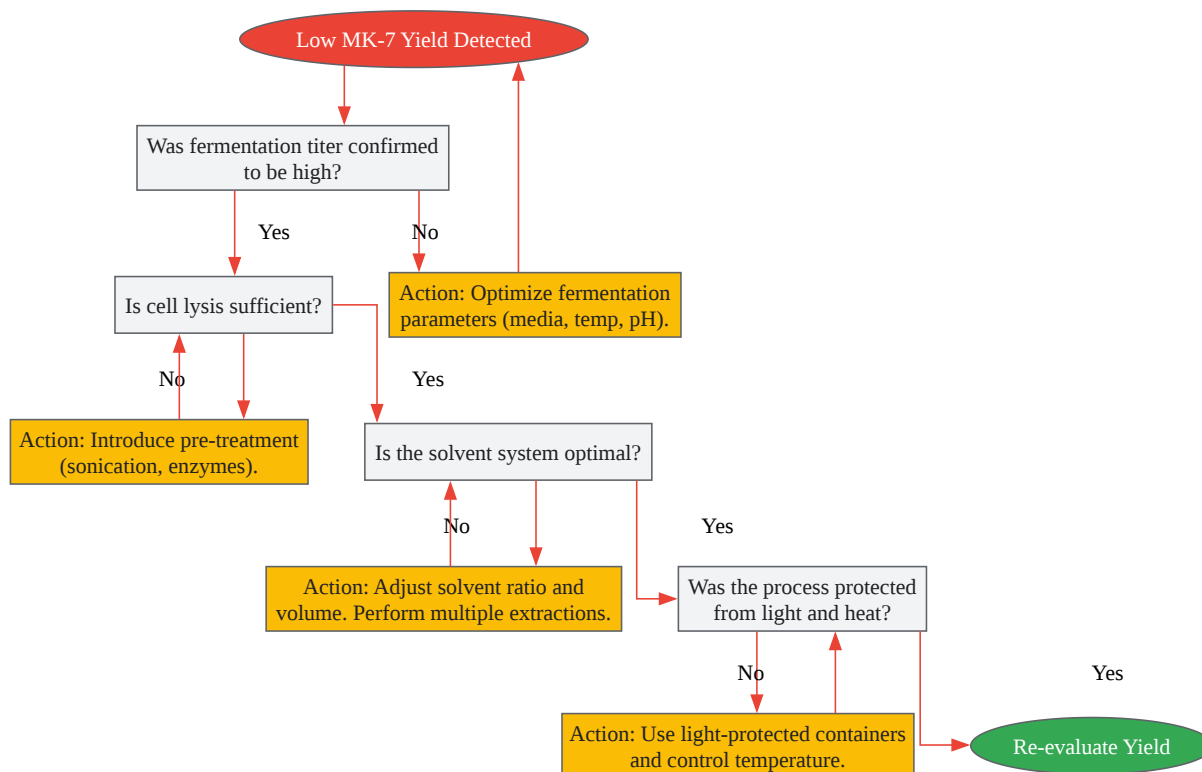 Low MK-7 Yield Detected
Was fermentation titer confirmed
to be high?
Yes
No
Is cell lysis sufficient?
Action: Optimize fermentation
parameters (media, temp, pH).
No
Yes
Action: Introduce pre-treatment
(sonication, enzymes).
Is the solvent system optimal?
No
Yes
Action: Adjust solvent ratio and
volume. Perform multiple extractions.
Was the process protected
from light and heat?
No
Yes
Action: Use light-protected containers
and control temperature.
Re-evaluate Yield